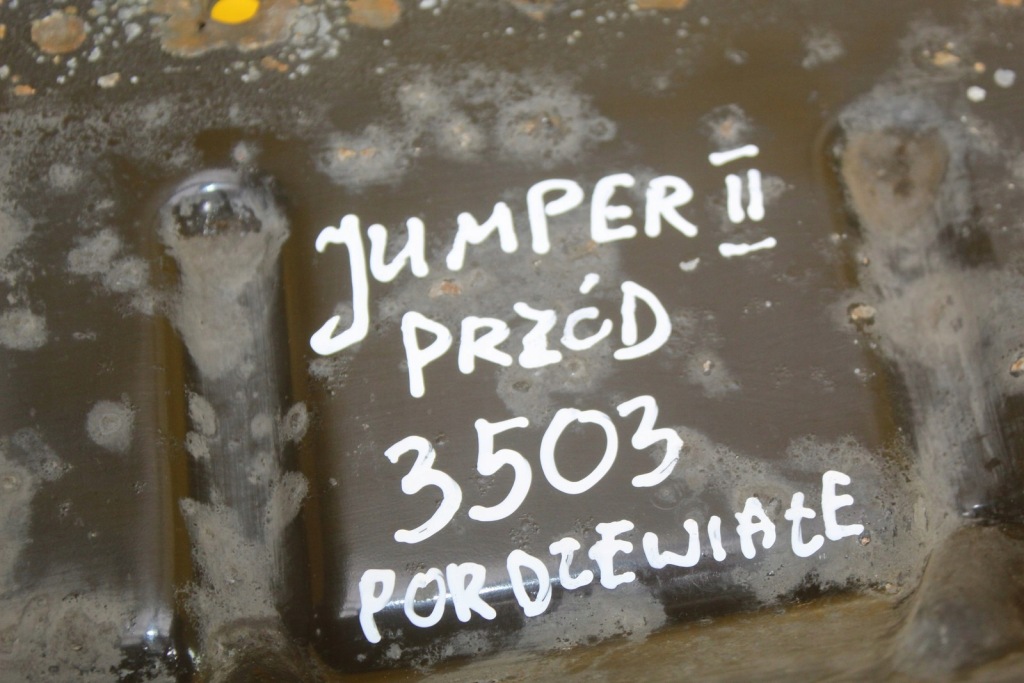 JUMPER II
PRZÓD
3503
PORDZEWIAŁE